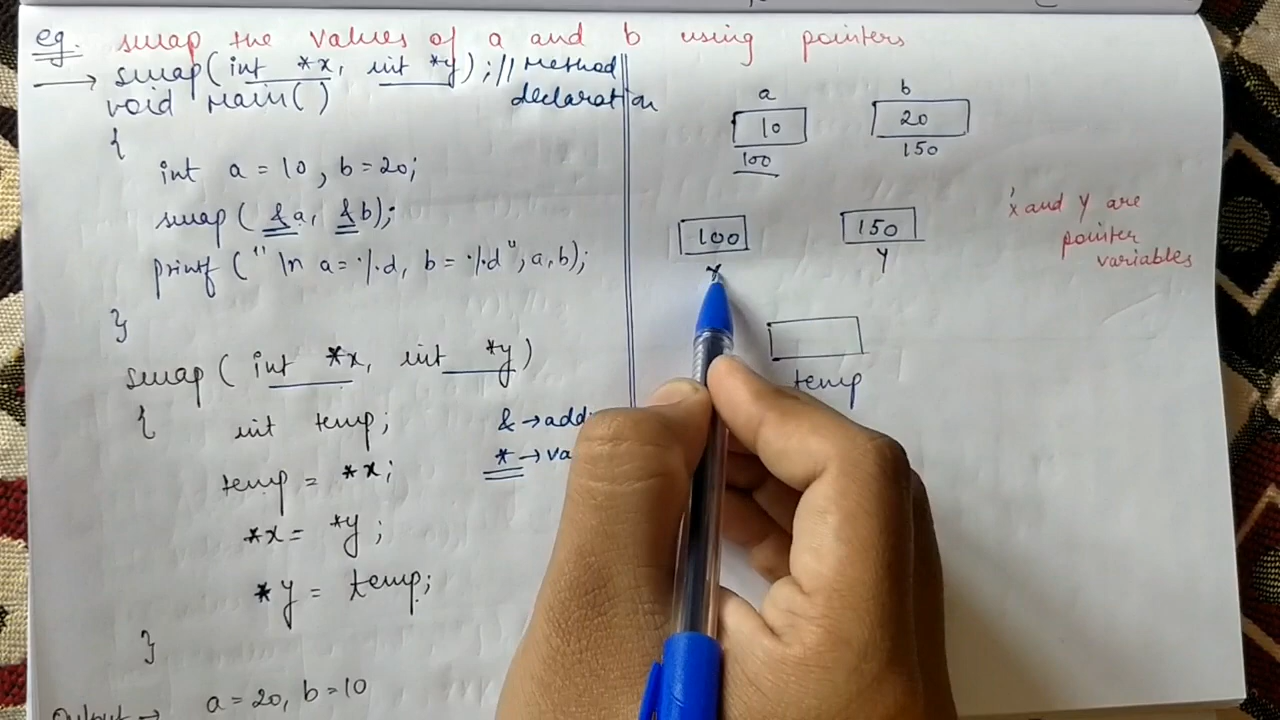 eg. swap the values of a and b using pointers
swap(int *x, int *y); // Method
declaration
void main()
{
int a = 10, b = 20;
swap( &a, &b);
printf ("\n a = %d, b = %d", a, b);
}
swap( int *x, int *y)
{ int temp;
temp = *x;
*x = *y;
*y = temp;
}
Output → a = 20, b = 10
& →
* →
a b
10 20
100 150
100 150
x y
temp
x and y are
pointer
variables